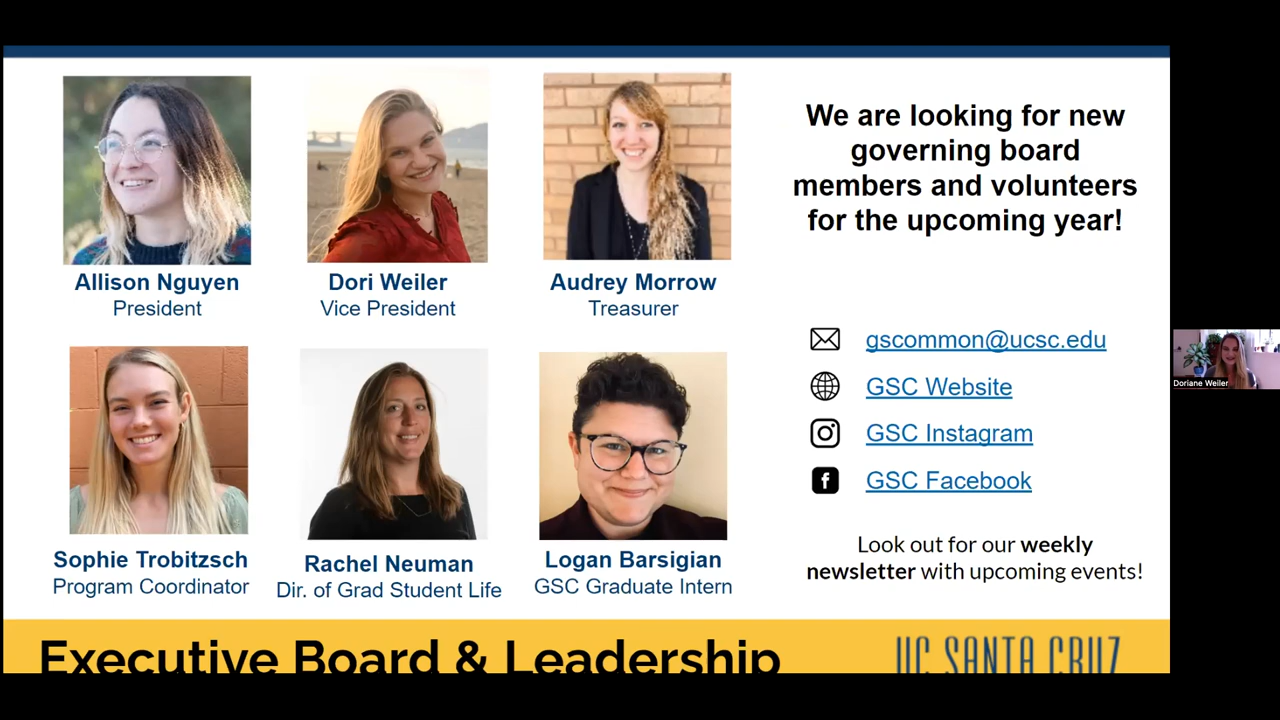 Allison Nguyen
President
Dori Weiler
Vice President
Audrey Morrow
Treasurer
Sophie Trobitzsch
Program Coordinator
Rachel Neuman
Dir. of Grad Student Life
Logan Barsigian
GSC Graduate Intern
We are looking for new
governing board
members and volunteers
for the upcoming year!
gscommon@ucsc.edu
GSC Website
GSC Instagram
GSC Facebook
Look out for our weekly
newsletter with upcoming events!
Executive Board & Leadership
UC SANTA CRUZ
Doriane Weiler